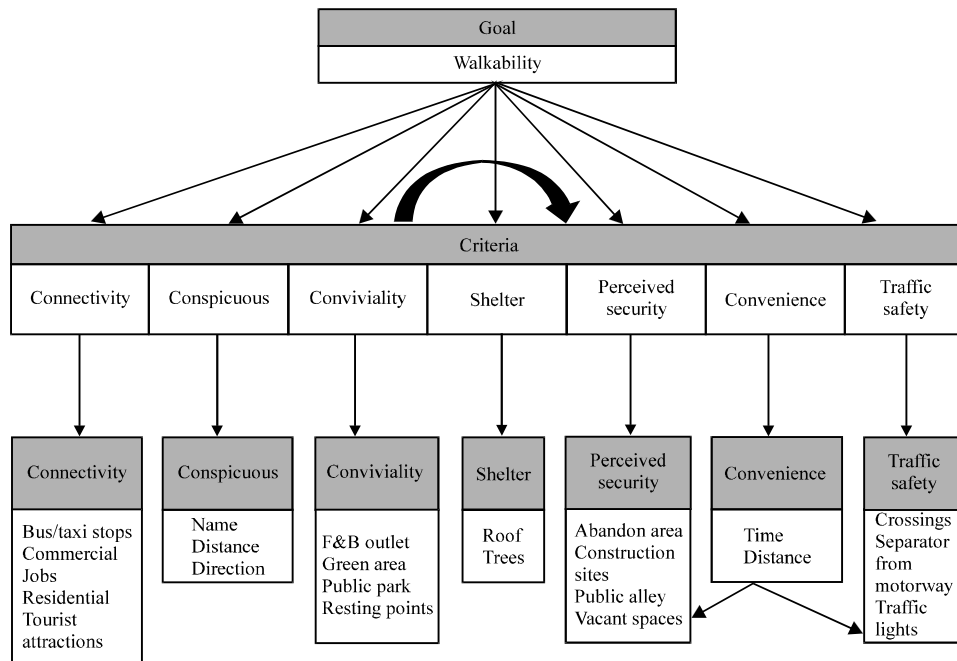 Goal
Walkability
Criteria
Connectivity
Conspicuous
Conviviality
Shelter
Perceived
security
Convenience
Traffic
safety
Connectivity
Bus/taxi stops
Commercial
Jobs
Residential
Tourist
attractions
Conspicuous
Name
Distance
Direction
Conviviality
F&B outlet
Green area
Public park
Resting points
Shelter
Roof
Trees
Perceived
security
Abandon area
Construction
sites
Public alley
Vacant spaces
Convenience
Time
Distance
Traffic
safety
Crossings
Separator
from
motorway
Traffic
lights